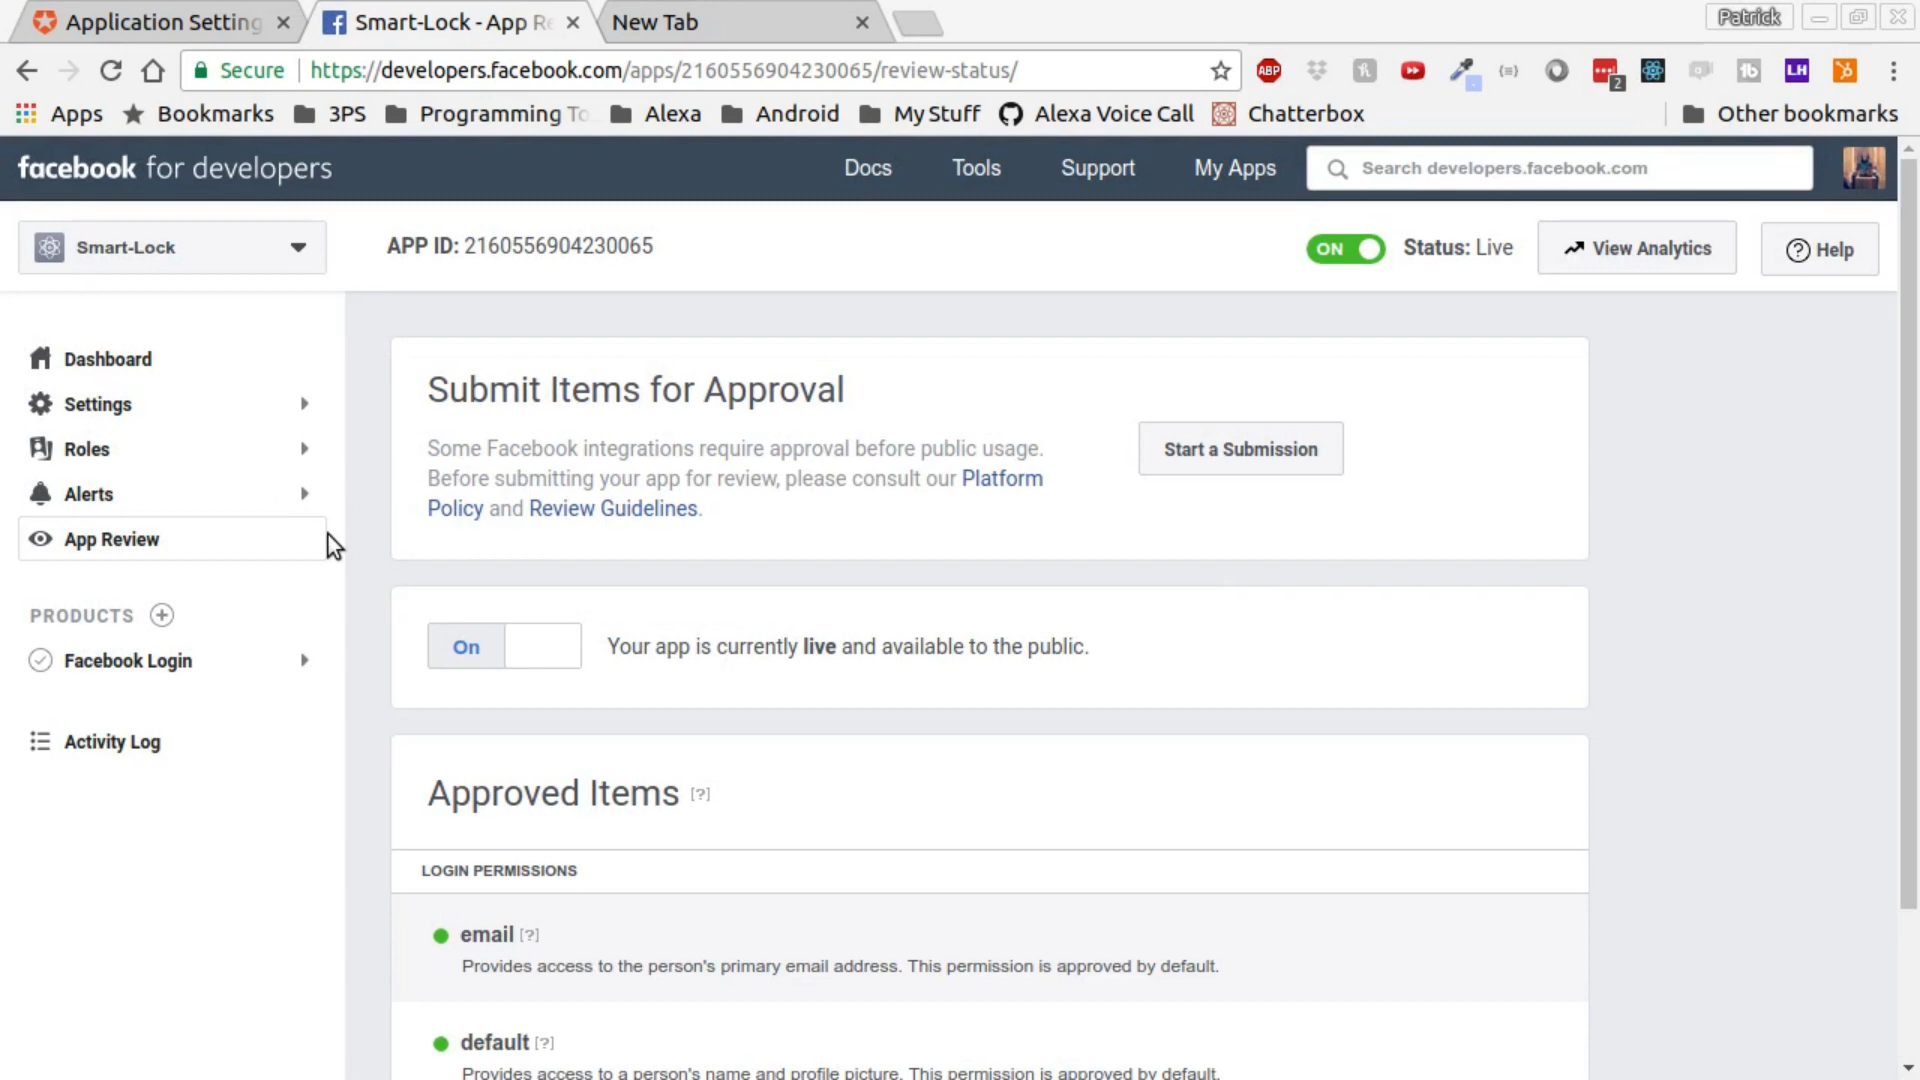 Application Setting
Smart-Lock - App Re
New Tab
Patrick
Secure
https://developers.facebook.com/apps/2160556904230065/review-status/
ABP
2
LH
Apps
Bookmarks
3PS
Programming To
Alexa
Android
My Stuff
Alexa Voice Call
Chatterbox
Other bookmarks
facebook for developers
Docs
Tools
Support
My Apps
Search developers.facebook.com
Smart-Lock
APP ID: 2160556904230065
ON
Status: Live
View Analytics
Help
Dashboard
Settings
Roles
Alerts
App Review
PRODUCTS
Facebook Login
Activity Log
Submit Items for Approval
Some Facebook integrations require approval before public usage.
Before submitting your app for review, please consult our Platform
Policy and Review Guidelines.
Start a Submission
On
Your app is currently live and available to the public.
Approved Items [?]
LOGIN PERMISSIONS
email [?]
Provides access to the person's primary email address. This permission is approved by default.
default [?]
Provides access to a person's name and profile picture. This permission is approved by default.